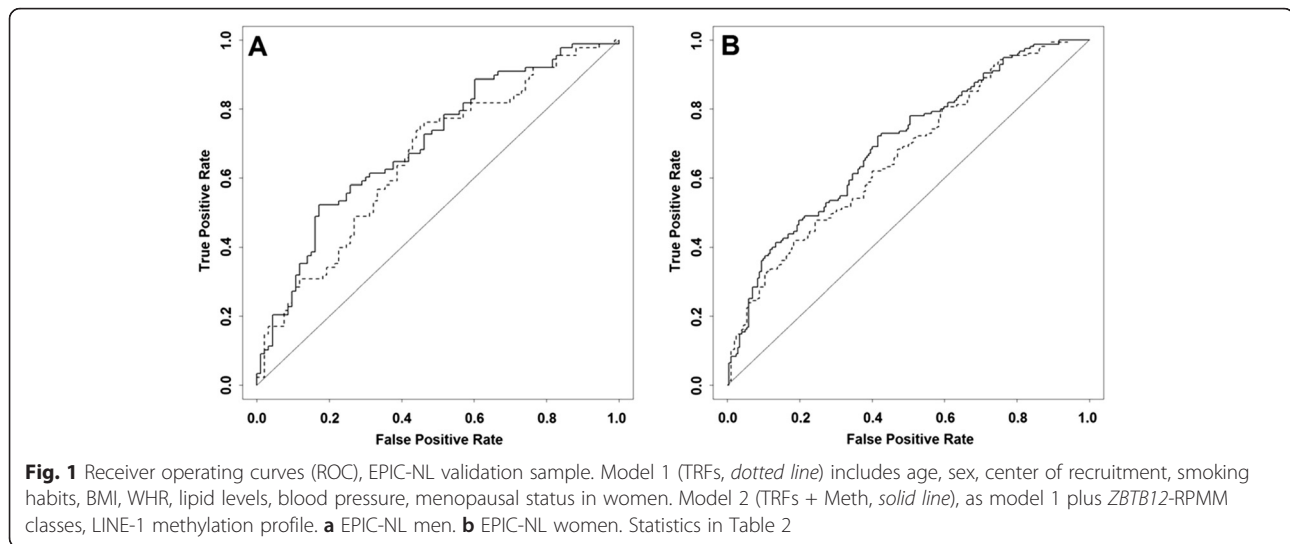 A
B
1.0
0.8
0.6
0.4
0.2
0.0
True Positive Rate
0.0 0.2 0.4 0.6 0.8 1.0
False Positive Rate
1.0
0.8
0.6
0.4
0.2
0.0
True Positive Rate
0.0 0.2 0.4 0.6 0.8 1.0
False Positive Rate
Fig. 1 Receiver operating curves (ROC), EPIC-NL validation sample. Model 1 (TRFs, dotted line) includes age, sex, center of recruitment, smoking
habits, BMI, WHR, lipid levels, blood pressure, menopausal status in women. Model 2 (TRFs + Meth, solid line), as model 1 plus ZBTB12-RPMM
classes, LINE-1 methylation profile. a EPIC-NL men. b EPIC-NL women. Statistics in Table 2